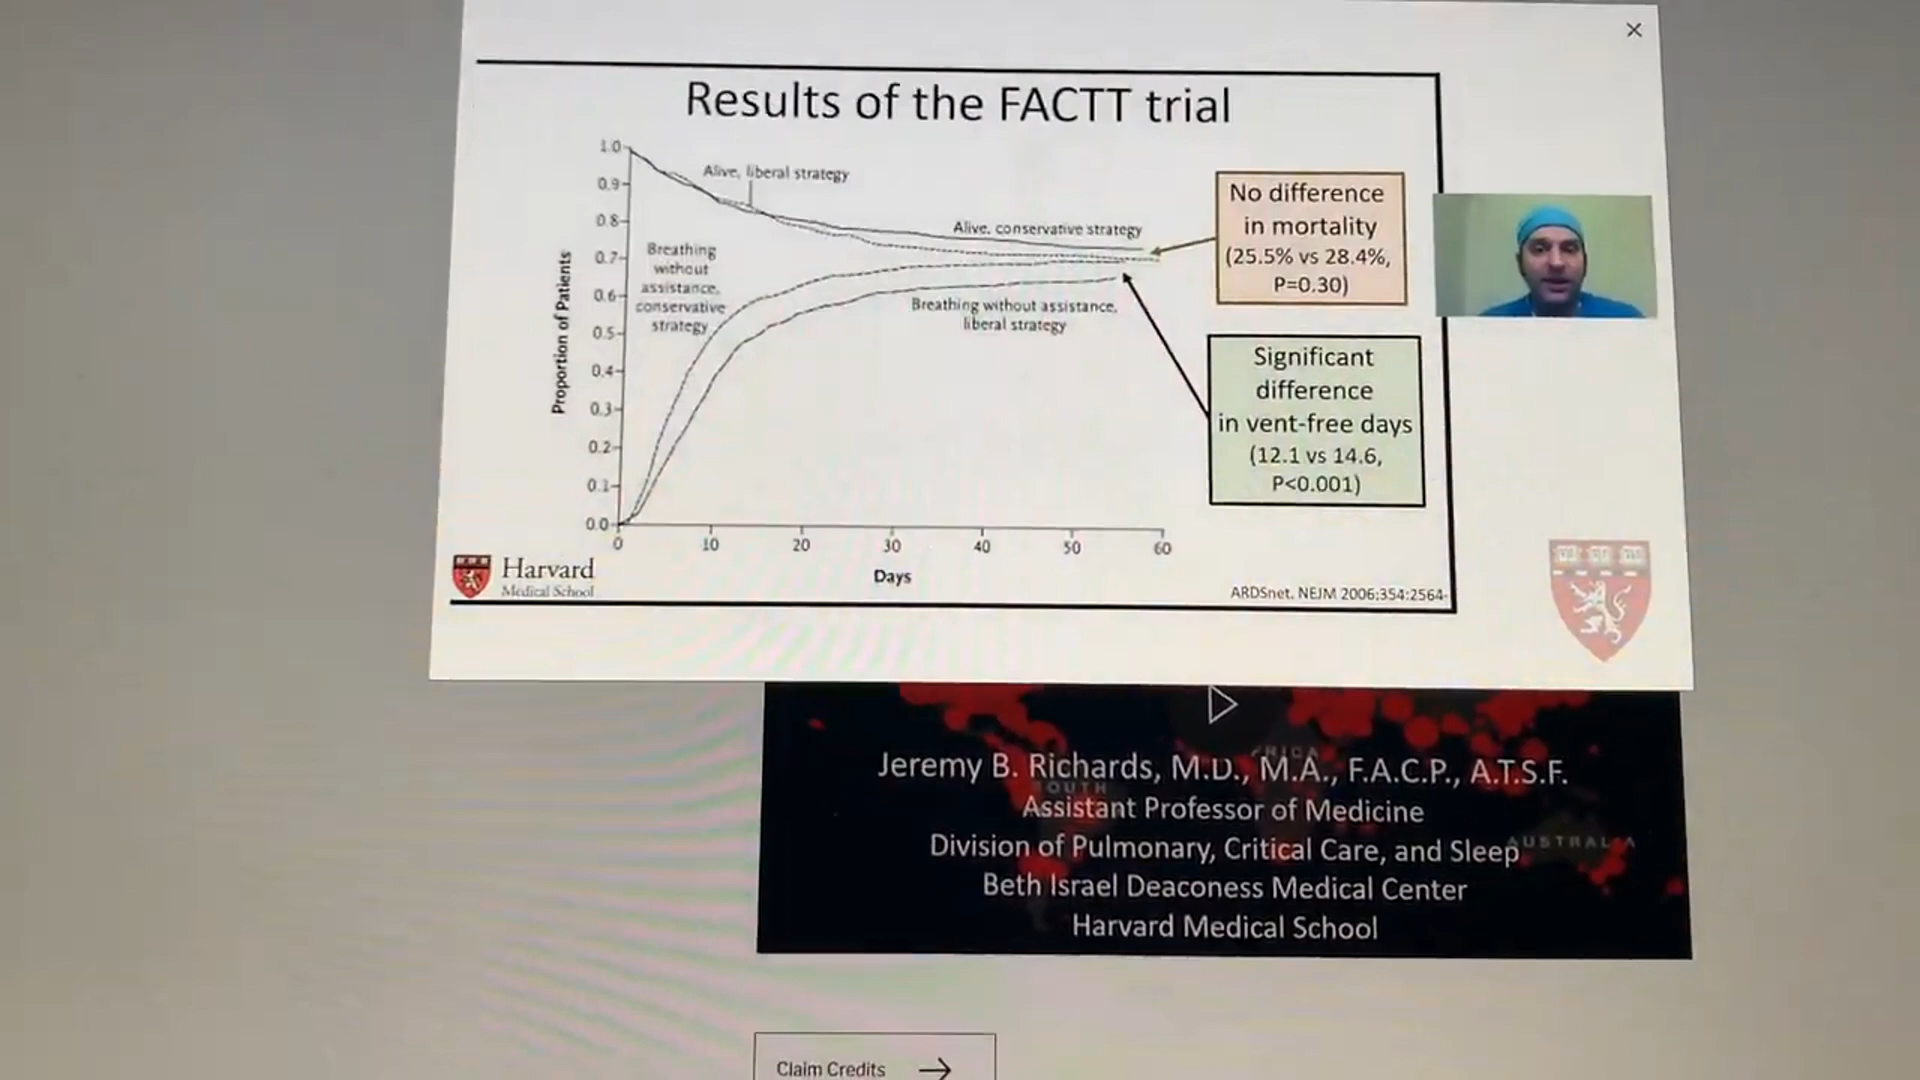 Results of the FACTT trial
1.0
0.9
0.8
0.7
0.6
0.5
0.4
0.3
0.2
0.1
0.0
Proportion of Patients
Alive, liberal strategy
Alive, conservative strategy
Breathing
without
assistance,
conservative
strategy
Breathing without assistance,
liberal strategy
0 10 20 30 40 50 60
Days
No difference
in mortality
(25.5% vs 28.4%,
P=0.30)
Significant
difference
in vent-free days
(12.1 vs 14.6,
P<0.001)
Harvard
Medical School
ARDSnet. NEJM 2006;354:2564-
Jeremy B. Richards, M.D., M.A., F.A.C.P., A.T.S.F.
Assistant Professor of Medicine
Division of Pulmonary, Critical Care, and Sleep
AUSTRALIA
Beth Israel Deaconess Medical Center
Harvard Medical School
Claim Credits